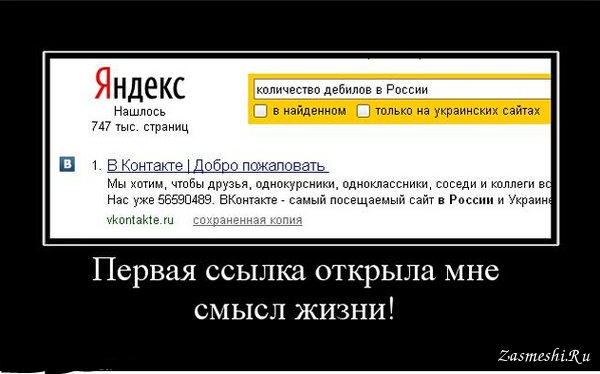 Яндекс
Нашлось
747 тыс. страниц
количество дебилов в России
в найденном только на украинских сайтах
В 1. В Контакте | Добро пожаловать
Мы хотим, чтобы друзья, однокурсники, одноклассники, соседи и коллеги вс
Нас уже 56590489. ВКонтакте - самый посещаемый сайт в России и Украине
vkontakte.ru сохраненная копия
Первая ссылка открыла мне
смысл жизни!
Zasmeshi.Ru